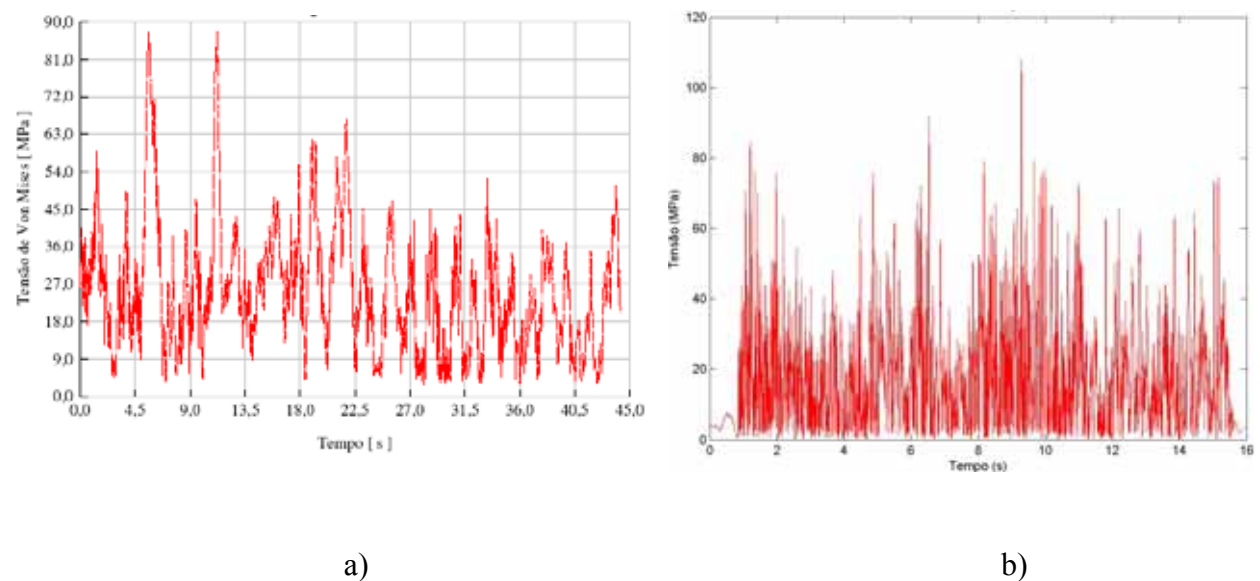 90,0
81,0
72,0
63,0
54,0
45,0
36,0
27,0
18,0
9,0
0,0
Tensão de Von Mises [ MPa ]
0,0 4,5 9,0 13,5 18,0 22,5 27,0 31,5 36,0 40,5 45,0
Tempo [ s ]
120
100
80
60
40
20
0
Tensão (MPa)
0 2 4 6 8 10 12 14 16
Tempo (s)
a)
b)